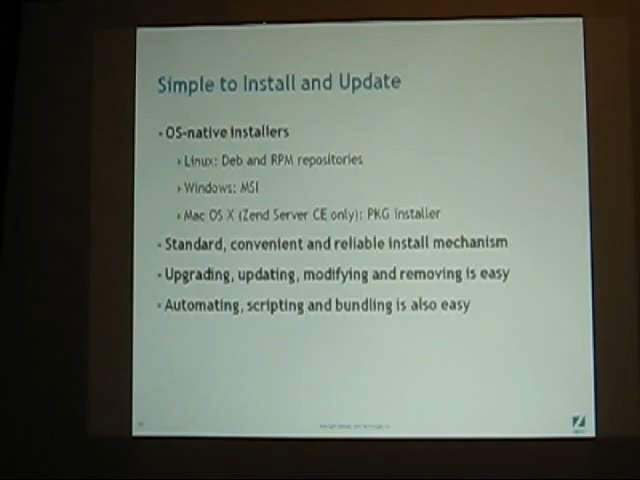 Simple to Install and Update
OS-native installers
Linux: Deb and RPM repositories
Windows: MSI
Mac OS X (Zend Server CE only): PKG installer
Standard, convenient and reliable install mechanism
Upgrading, updating, modifying and removing is easy
Automating, scripting and bundling is also easy